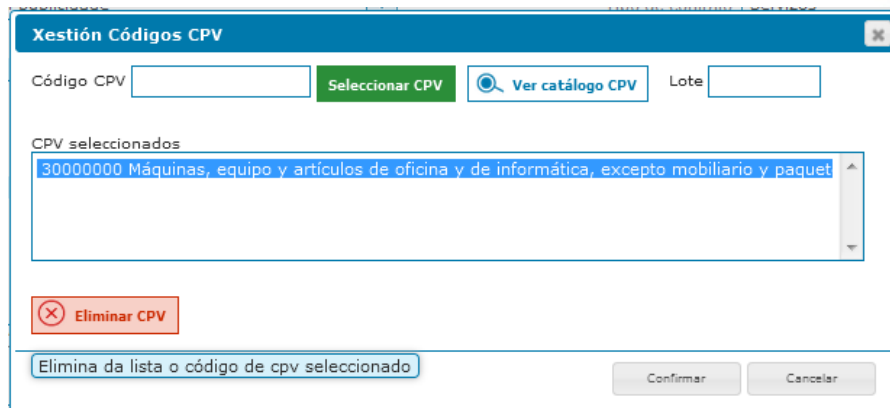 Xestión Códigos CPV
Código CPV Seleccionar CPV Ver catálogo CPV Lote
CPV seleccionados
30000000 Máquinas, equipo y artículos de oficina y de informática, excepto mobiliario y paquet
Eliminar CPV
Elimina da lista o código de cpv seleccionado
Confirmar Cancelar